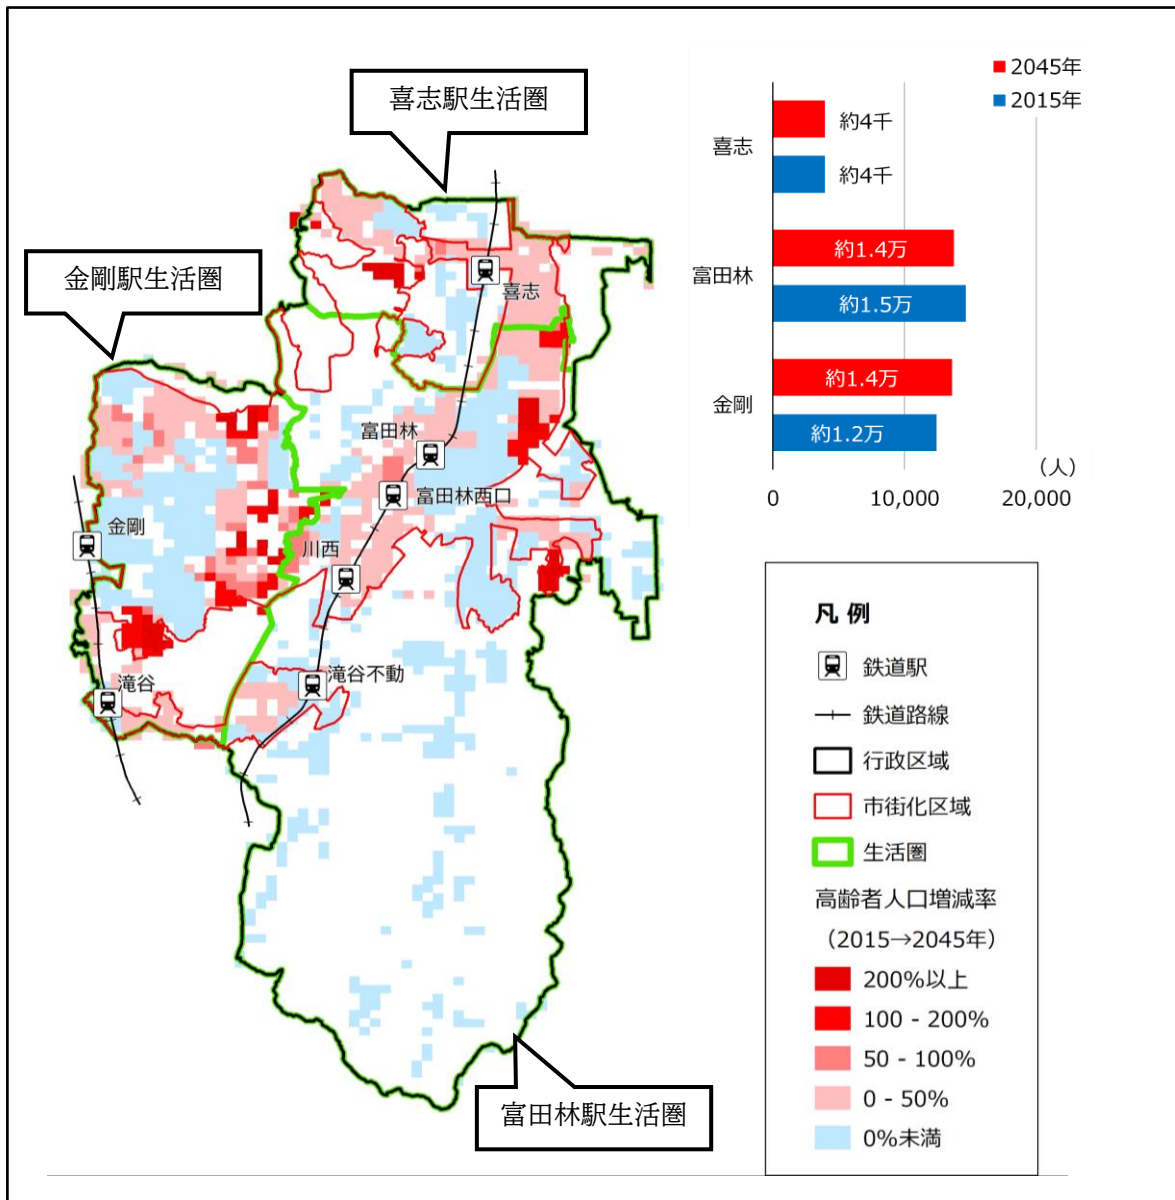 喜志駅生活圏
金剛駅生活圏
喜志
富田林
富田林西口
金剛
川西
滝谷不動
滝谷
富田林駅生活圏
2045年
2015年
喜志
約4千
約4千
富田林
約1.4万
約1.5万
金剛
約1.4万
約1.2万
（人）
0 10,000 20,000
凡 例
鉄道駅
鉄道路線
行政区域
市街化区域
生活圏
高齢者人口増減率
（2015→2045年）
200%以上
100 - 200%
50 - 100%
0 - 50%
0%未満